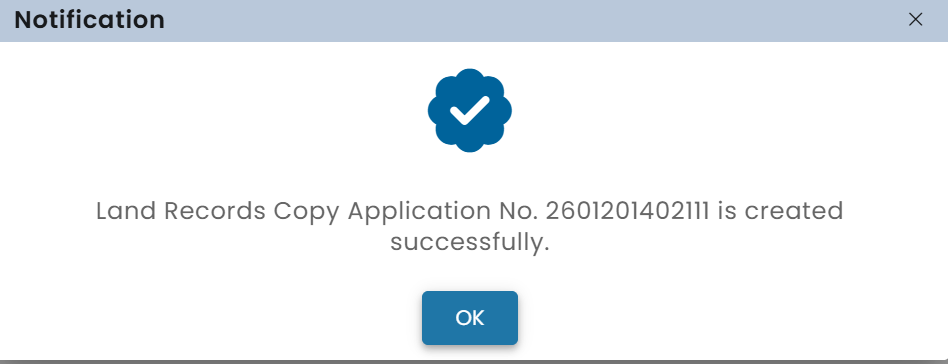 Notification
Land Records Copy Application No. 2601201402111 is created
successfully.
OK